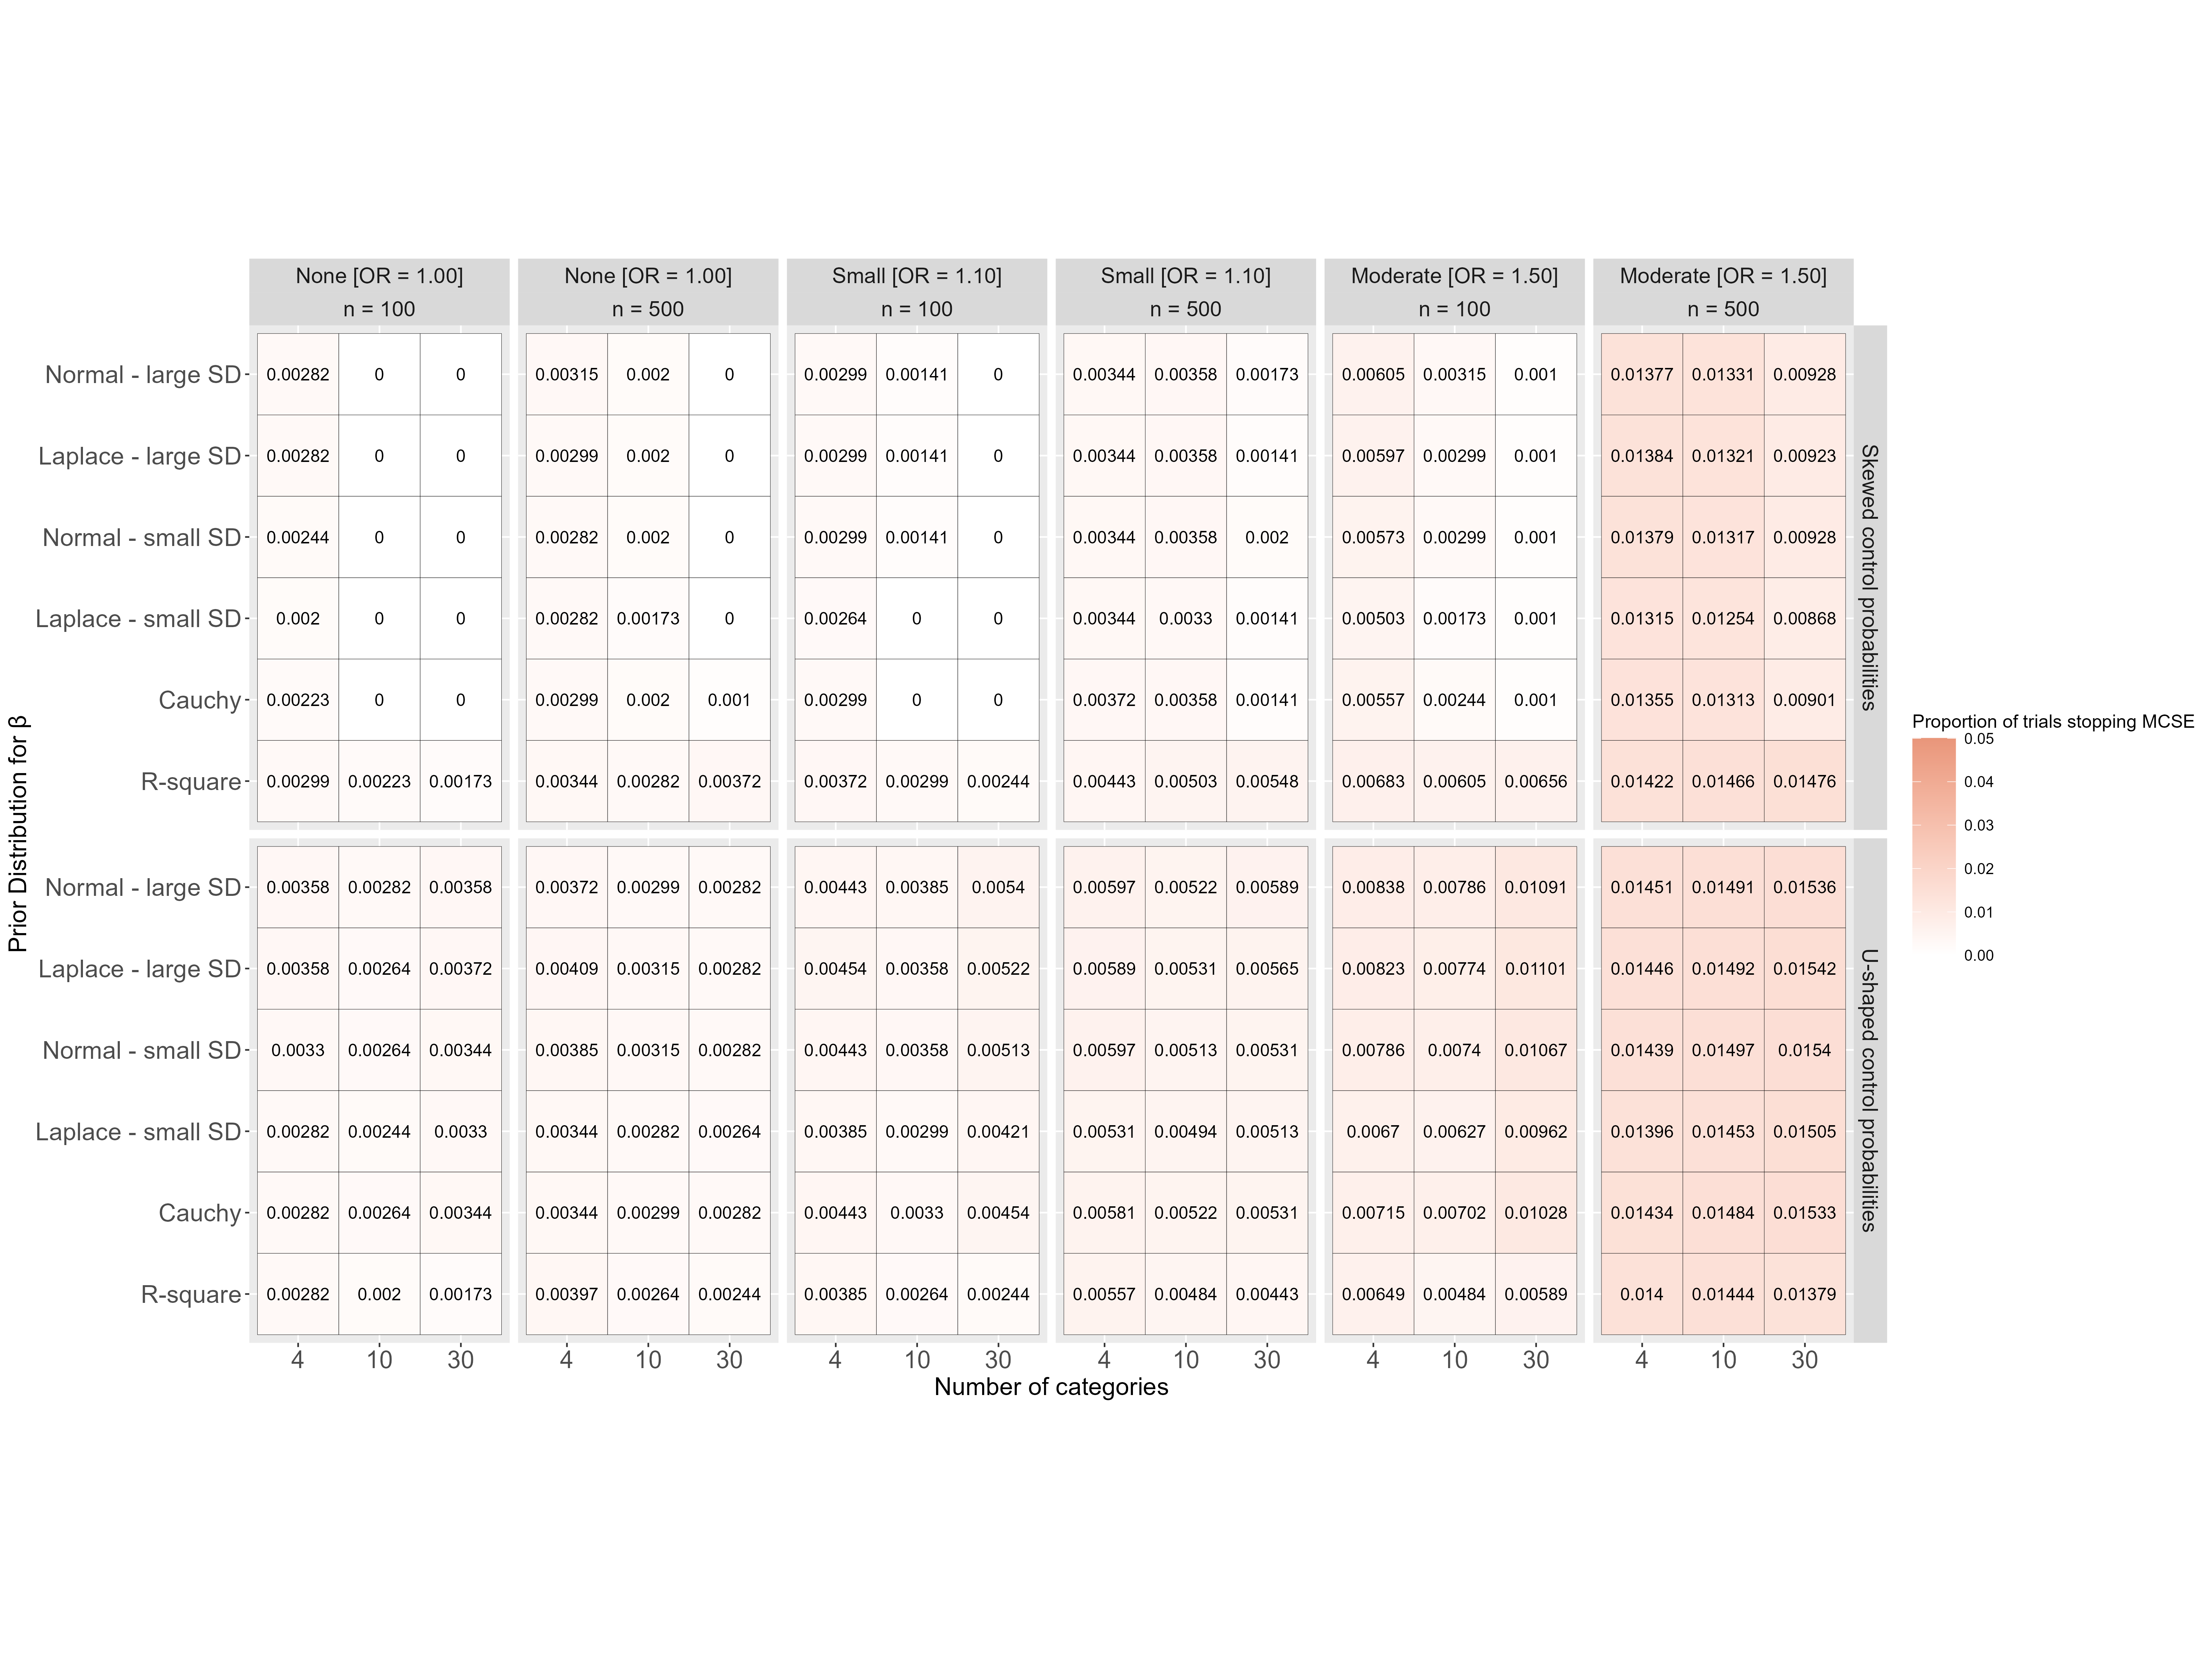 None [OR = 1.00] None [OR = 1.00] Small [OR = 1.10] Small [OR = 1.10] Moderate [OR = 1.50] Moderate [OR = 1.50]
n = 100 n = 500 n = 100 n = 500 n = 100 n = 500
Normal - large SD 0.00282 0 0 0.00315 0.002 0 0.00299 0.00141 0 0.00344 0.00358 0.00173 0.00605 0.00315 0.001 0.01377 0.01331 0.00928
Laplace - large SD 0.00282 0 0 0.00299 0.002 0 0.00299 0.00141 0 0.00344 0.00358 0.00141 0.00597 0.00299 0.001 0.01384 0.01321 0.00923
Normal - small SD 0.00244 0 0 0.00282 0.002 0 0.00299 0.00141 0 0.00344 0.00358 0.002 0.00573 0.00299 0.001 0.01379 0.01317 0.00928
Laplace - small SD 0.002 0 0 0.00282 0.00173 0 0.00264 0 0 0.00344 0.0033 0.00141 0.00503 0.00173 0.001 0.01315 0.01254 0.00868
Cauchy 0.00223 0 0 0.00299 0.002 0.001 0.00299 0 0 0.00372 0.00358 0.00141 0.00557 0.00244 0.001 0.01355 0.01313 0.00901
R-square 0.00299 0.00223 0.00173 0.00344 0.00282 0.00372 0.00372 0.00299 0.00244 0.00443 0.00503 0.00548 0.00683 0.00605 0.00656 0.01422 0.01466 0.01476
Skewed control probabilities
Normal - large SD 0.00358 0.00282 0.00358 0.00372 0.00299 0.00282 0.00443 0.00385 0.0054 0.00597 0.00522 0.00589 0.00838 0.00786 0.01091 0.01451 0.01491 0.01536
Laplace - large SD 0.00358 0.00264 0.00372 0.00409 0.00315 0.00282 0.00454 0.00358 0.00522 0.00589 0.00531 0.00565 0.00823 0.00774 0.01101 0.01446 0.01492 0.01542
Normal - small SD 0.0033 0.00264 0.00344 0.00385 0.00315 0.00282 0.00443 0.00358 0.00513 0.00597 0.00513 0.00531 0.00786 0.0074 0.01067 0.01439 0.01497 0.0154
Laplace - small SD 0.00282 0.00244 0.0033 0.00344 0.00282 0.00264 0.00385 0.00299 0.00421 0.00531 0.00494 0.00513 0.0067 0.00627 0.00962 0.01396 0.01453 0.01505
Cauchy 0.00282 0.00264 0.00344 0.00344 0.00299 0.00282 0.00443 0.0033 0.00454 0.00581 0.00522 0.00531 0.00715 0.00702 0.01028 0.01434 0.01484 0.01533
R-square 0.00282 0.002 0.00173 0.00397 0.00264 0.00244 0.00385 0.00264 0.00244 0.00557 0.00484 0.00443 0.00649 0.00484 0.00589 0.014 0.01444 0.01379
U-shaped control probabilities
4 10 30 4 10 30 4 10 30 4 10 30 4 10 30 4 10 30
Number of categories
Prior Distribution for β
Proportion of trials stopping MCSE
0.05
0.04
0.03
0.02
0.01
0.00